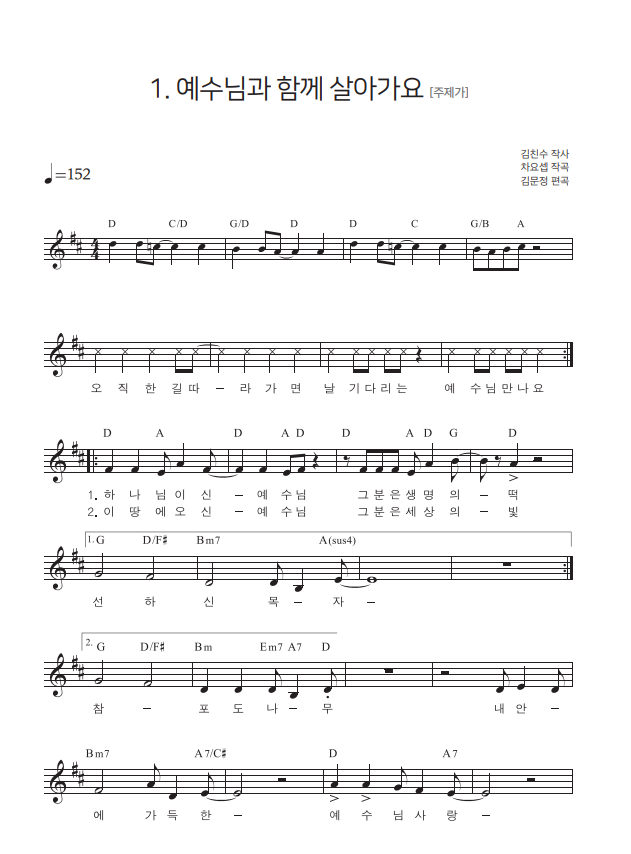 1. 예수님과 함께 살아가요 [주제가]
김친수 작사
차요셉 작곡
김문정 편곡
♩=152
D C/D G/D D D C G/B A
오 직 한 길 따 – 라 가 면 날 기 다 리 는 예 수 님 만 나 요
D A D A D D A D G D
1. 하 나 님 이 신 – 예 수 님 그 분 은 생 명 의 – 떡
2. 이 땅 에 오 신 – 예 수 님 그 분 은 세 상 의 – 빛
1. G D/F# Bm7 A(sus4)
선 하 신 목 – 자 –
2. G D/F# Bm Em7 A7 D
참 – 포 도 나 – 무 내 안 –
Bm7 A7/C# D A7
에 가 득 한 – 예 수 님 사 랑 –